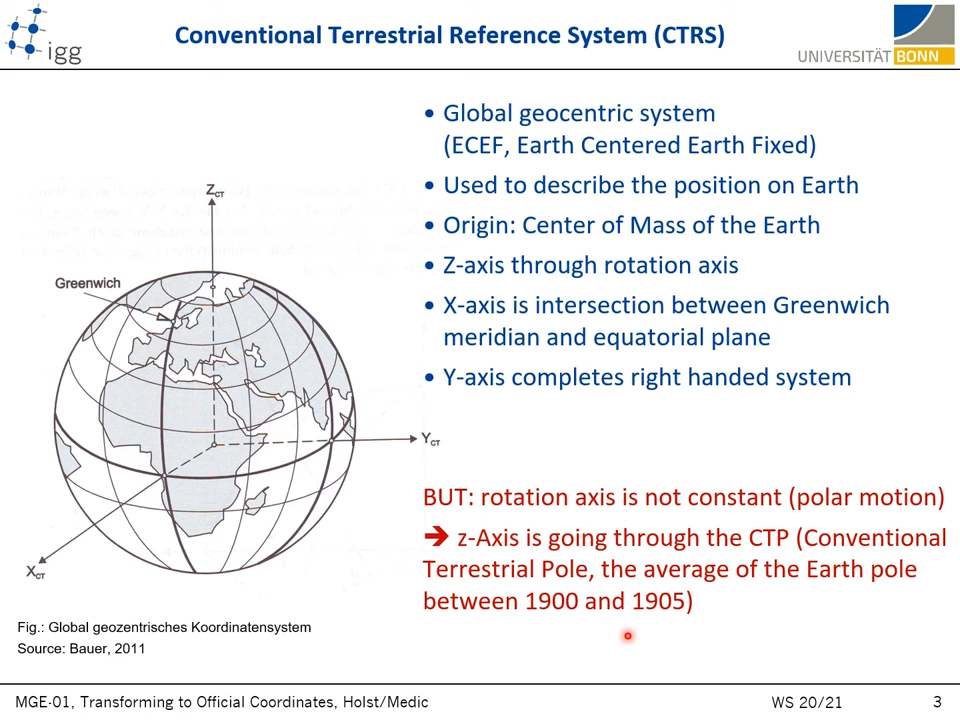 igg
Conventional Terrestrial Reference System (CTRS)
UNIVERSITÄT BONN
• Global geocentric system
(ECEF, Earth Centered Earth Fixed)
• Used to describe the position on Earth
• Origin: Center of Mass of the Earth
• Z-axis through rotation axis
• X-axis is intersection between Greenwich
meridian and equatorial plane
• Y-axis completes right handed system
Z_CT
Greenwich
Y_CT
X_CT
BUT: rotation axis is not constant (polar motion)
➔ z-Axis is going through the CTP (Conventional
Terrestrial Pole, the average of the Earth pole
between 1900 and 1905)
Fig.: Global geozentrisches Koordinatensystem
Source: Bauer, 2011
MGE-01, Transforming to Official Coordinates, Holst/Medic
WS 20/21
3